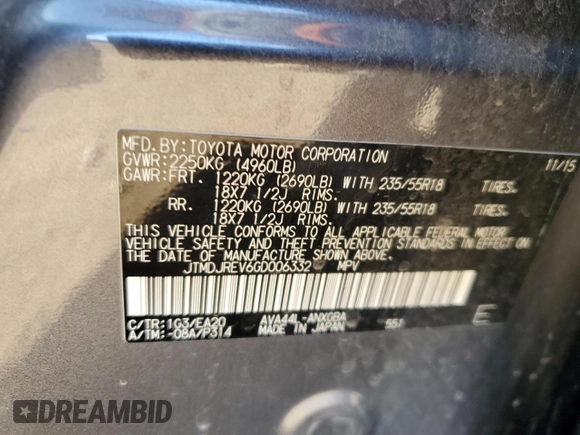 MFD.BY:TOYOTA MOTOR CORPORATION 11/15
GVWR:2250KG (4960LB)
GAWR:FRT. 1220KG (2690LB) WITH 235/55R18 TIRES.
18X7 1/2J RIMS.
RR. 1220KG (2690LB) WITH 235/55R18 TIRES.
18X7 1/2J RIMS.
THIS VEHICLE CONFORMS TO ALL APPLICABLE FEDERAL MOTOR
VEHICLE SAFETY AND THEFT PREVENTION STANDARDS IN EFFECT ON
THE DATE OF MANUFACTURE SHOWN ABOVE.
JTMDJREV6GD006332 MPV
C/TR:1G3/EA20 AVA44L-ANXGBA 551 E
A/TM:-08A/P314 MADE IN JAPAN
DREAMBID